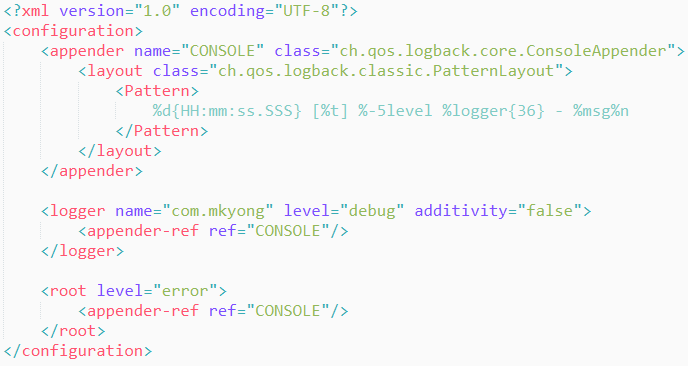 <?xml version="1.0" encoding="UTF-8"?>
<configuration>
    <appender name="CONSOLE" class="ch.qos.logback.core.ConsoleAppender">
        <layout class="ch.qos.logback.classic.PatternLayout">
            <Pattern>
                %d{HH:mm:ss.SSS} [%t] %-5level %logger{36} - %msg%n
            </Pattern>
        </layout>
    </appender>

    <logger name="com.mkyong" level="debug" additivity="false">
        <appender-ref ref="CONSOLE"/>
    </logger>

    <root level="error">
        <appender-ref ref="CONSOLE"/>
    </root>
</configuration>